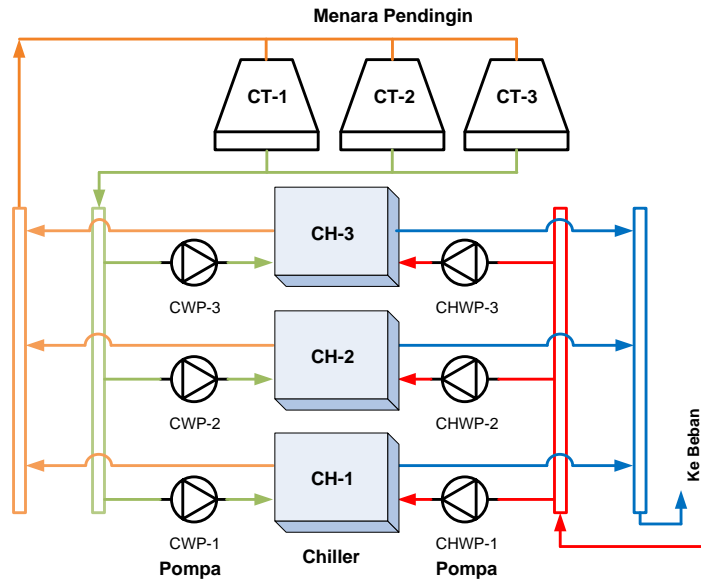 Menara Pendingin
CT-1
CT-2
CT-3
CH-3
CWP-3
CHWP-3
CH-2
CWP-2
CHWP-2
Ke Beban
CH-1
CWP-1
CHWP-1
Pompa
Chiller
Pompa